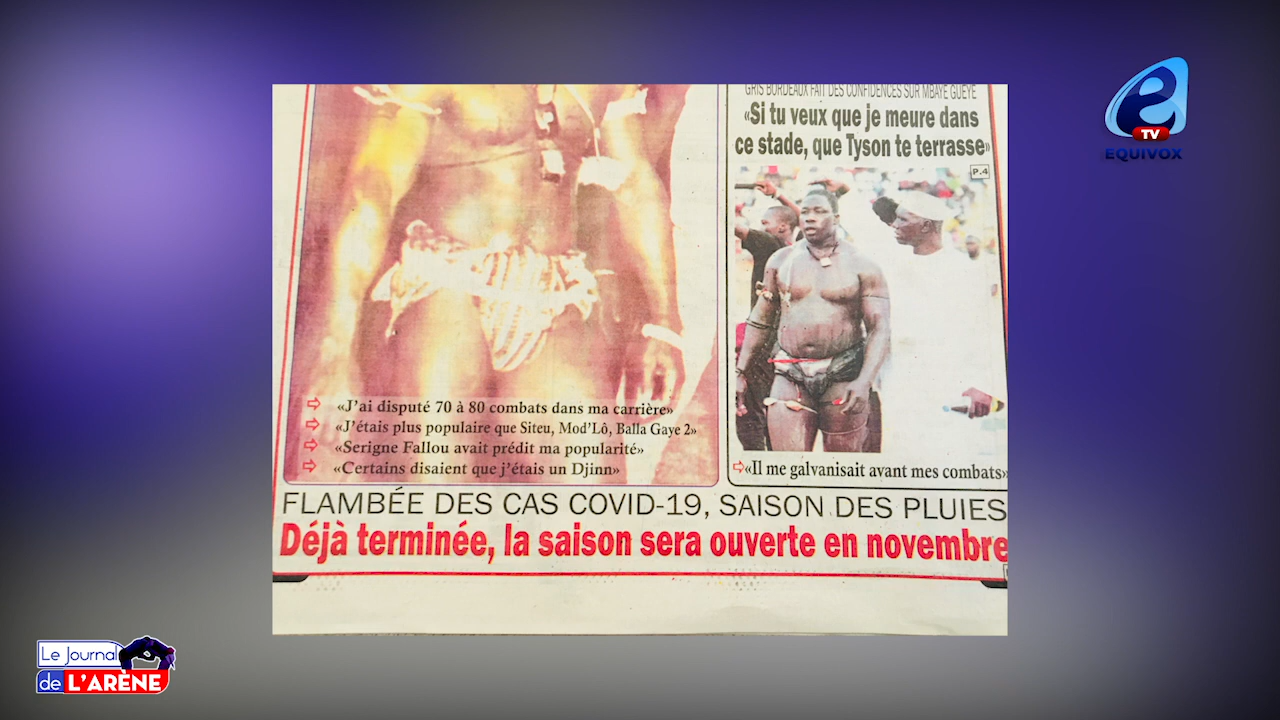 GRIS BORDEAUX FAIT DES CONFIDENCES SUR MBAYE GUEYE
«Si tu veux que je meure dans
ce stade, que Tyson te terrasse»
P.4
«J'ai disputé 70 à 80 combats dans ma carrière»
«J'étais plus populaire que Siteu, Mod'Lô, Balla Gaye 2»
«Serigne Fallou avait prédit ma popularité»
«Certains disaient que j'étais un Djinn»
«Il me galvanisait avant mes combats»
FLAMBÉE DES CAS COVID-19, SAISON DES PLUIES
Déjà terminée, la saison sera ouverte en novembre
e
TV
EQUIVOX
Le Journal
de L'ARÈNE